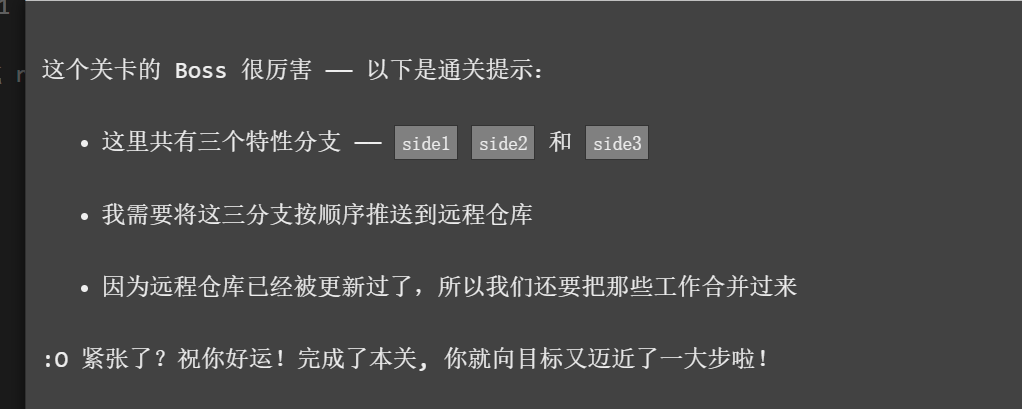 1
r
这个关卡的 Boss 很厉害 —— 以下是通关提示：
• 这里共有三个特性分支 —— side1 side2 和 side3
• 我需要将这三分支按顺序推送到远程仓库
• 因为远程仓库已经被更新过了，所以我们还要把那些工作合并过来
:O 紧张了？祝你好运！完成了本关, 你就向目标又迈近了一大步啦！